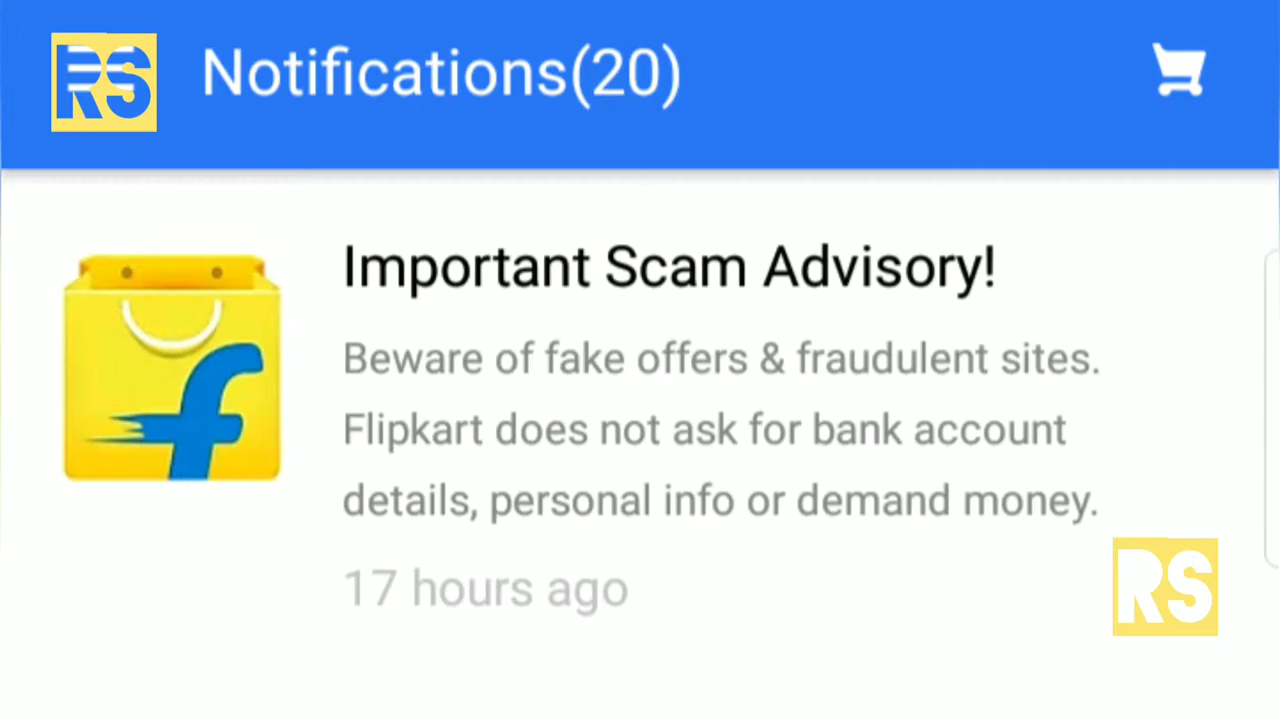 RS Notifications(20)
Important Scam Advisory!
Beware of fake offers & fraudulent sites.
Flipkart does not ask for bank account
details, personal info or demand money.
17 hours ago
RS